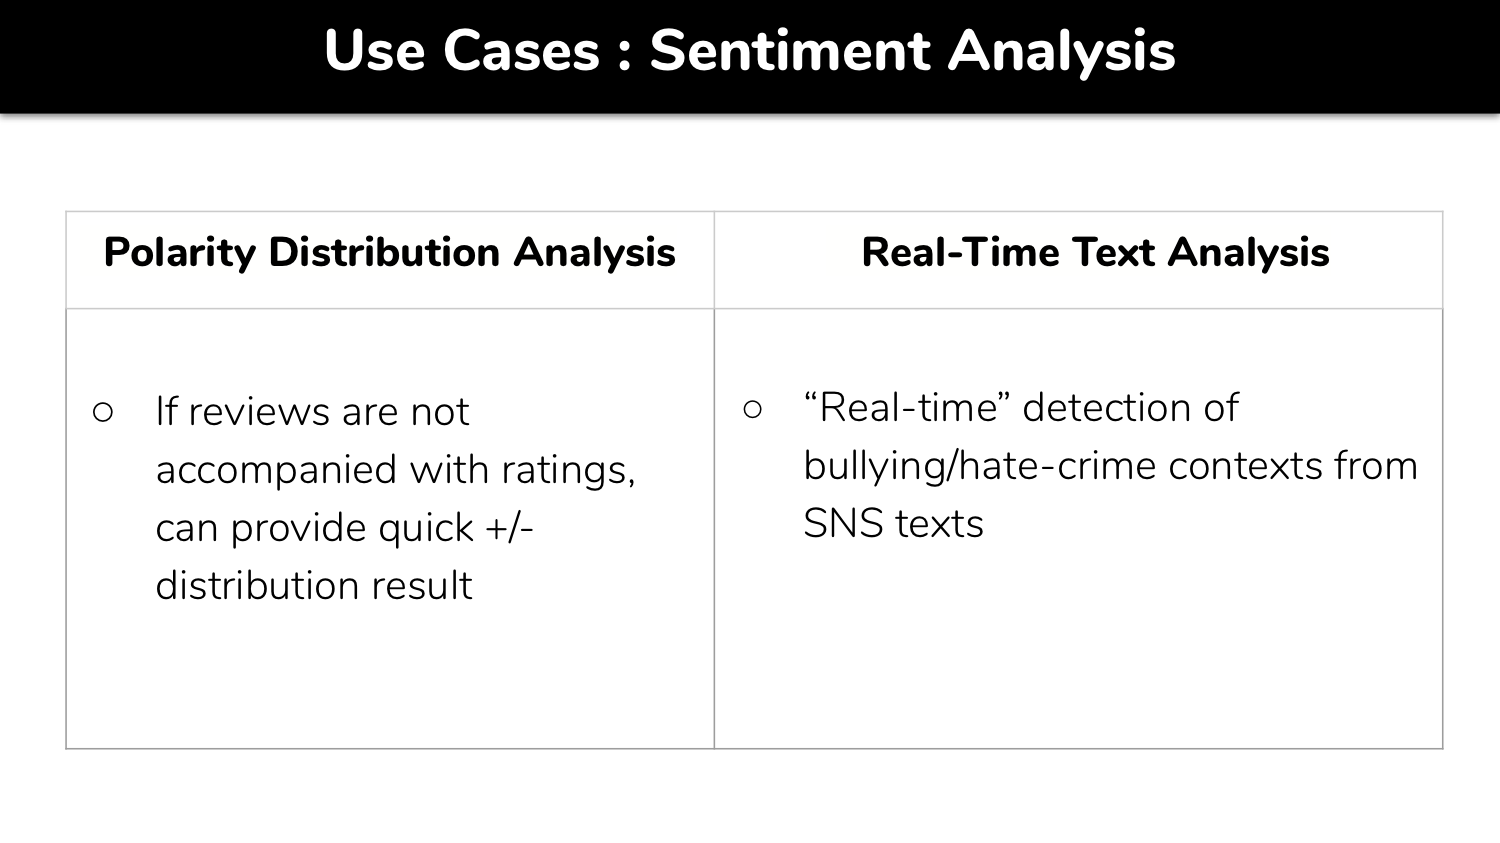 Use Cases : Sentiment Analysis
Polarity Distribution Analysis
Real-Time Text Analysis
○ If reviews are not
accompanied with ratings,
can provide quick +/-
distribution result
○ “Real-time” detection of
bullying/hate-crime contexts from
SNS texts